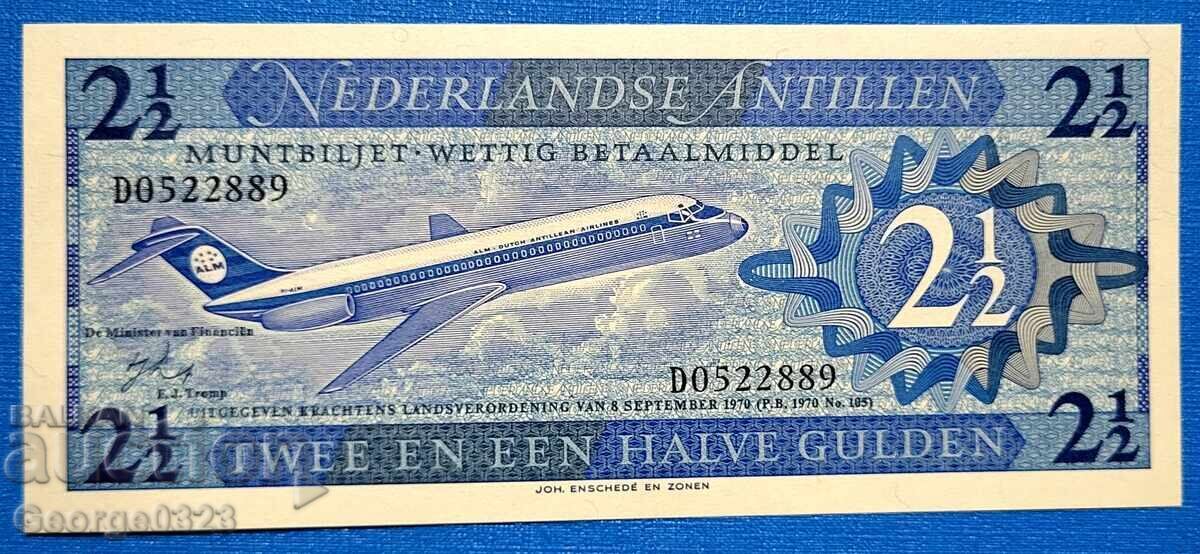 2½ NEDERLANDSE ANTILLEN 2½
MUNTBILJET · WETTIG BETAALMIDDEL
D0522889
ALM - DUTCH ANTILLEAN AIRLINES
ALM
2½
De Minister van Financiën
E.J. Tromp
D0522889
UITGEGEVEN KRACHTENS LANDSVERORDENING VAN 8 SEPTEMBER 1970 (P.B. 1970 No. 105)
2½ TWEE EN EEN HALVE GULDEN 2½
JOH. ENSCHEDÉ EN ZONEN
George0323